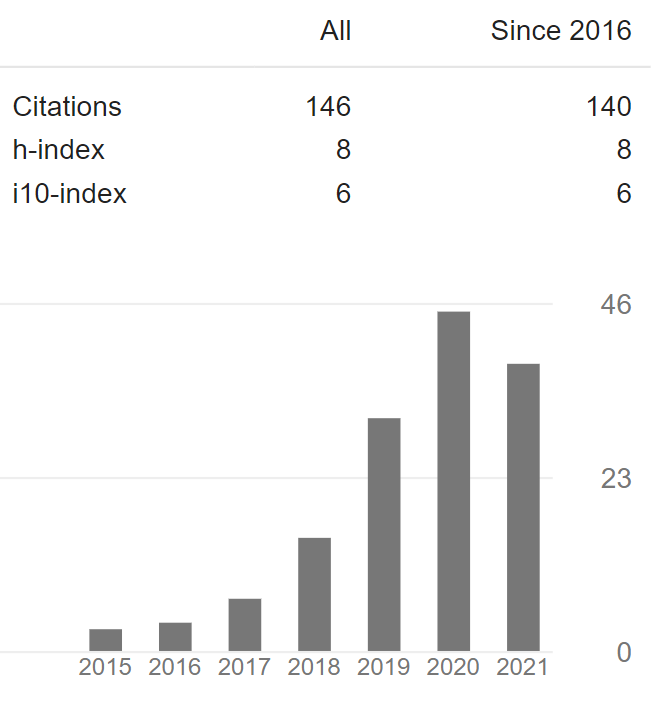 All Since 2016
Citations 146 140
h-index 8 8
i10-index 6 6
46
23
0
2015 2016 2017 2018 2019 2020 2021